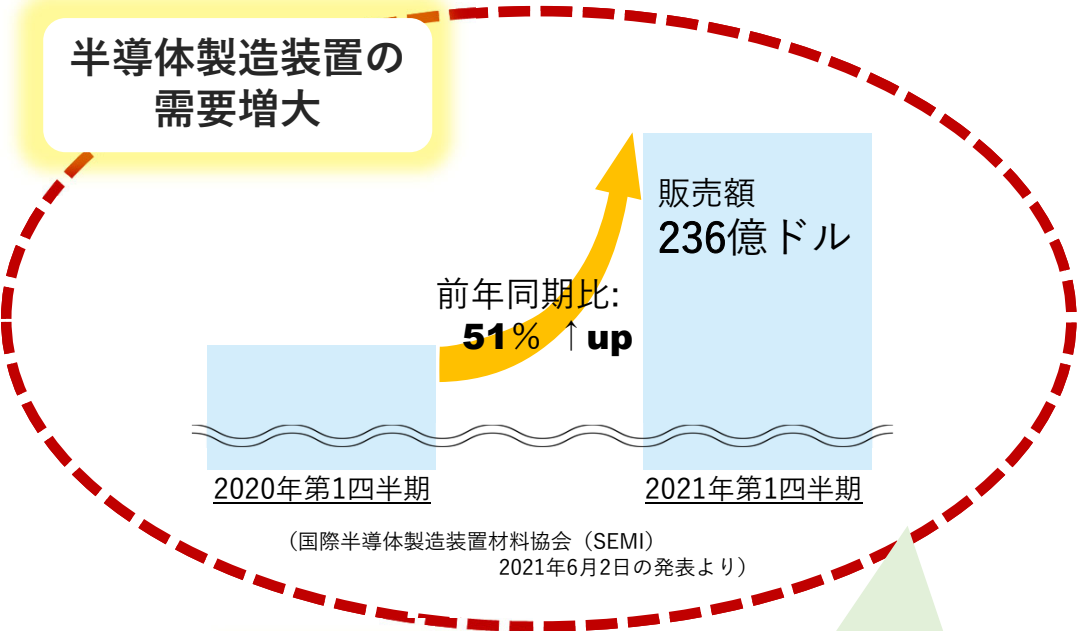 半導体製造装置の
需要増大
販売額
236億ドル
前年同期比:
51% ↑up
2020年第1四半期
2021年第1四半期
（国際半導体製造装置材料協会（SEMI）
2021年6月2日の発表より）